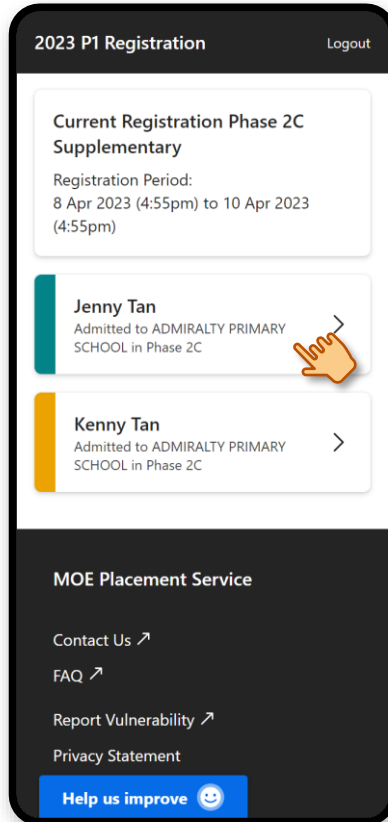 2023 P1 Registration
Logout
Current Registration Phase 2C
Supplementary
Registration Period:
8 Apr 2023 (4:55pm) to 10 Apr 2023
(4:55pm)
Jenny Tan
Admitted to ADMIRALTY PRIMARY
SCHOOL in Phase 2C
Kenny Tan
Admitted to ADMIRALTY PRIMARY
SCHOOL in Phase 2C
MOE Placement Service
Contact Us
FAQ
Report Vulnerability
Privacy Statement
Help us improve